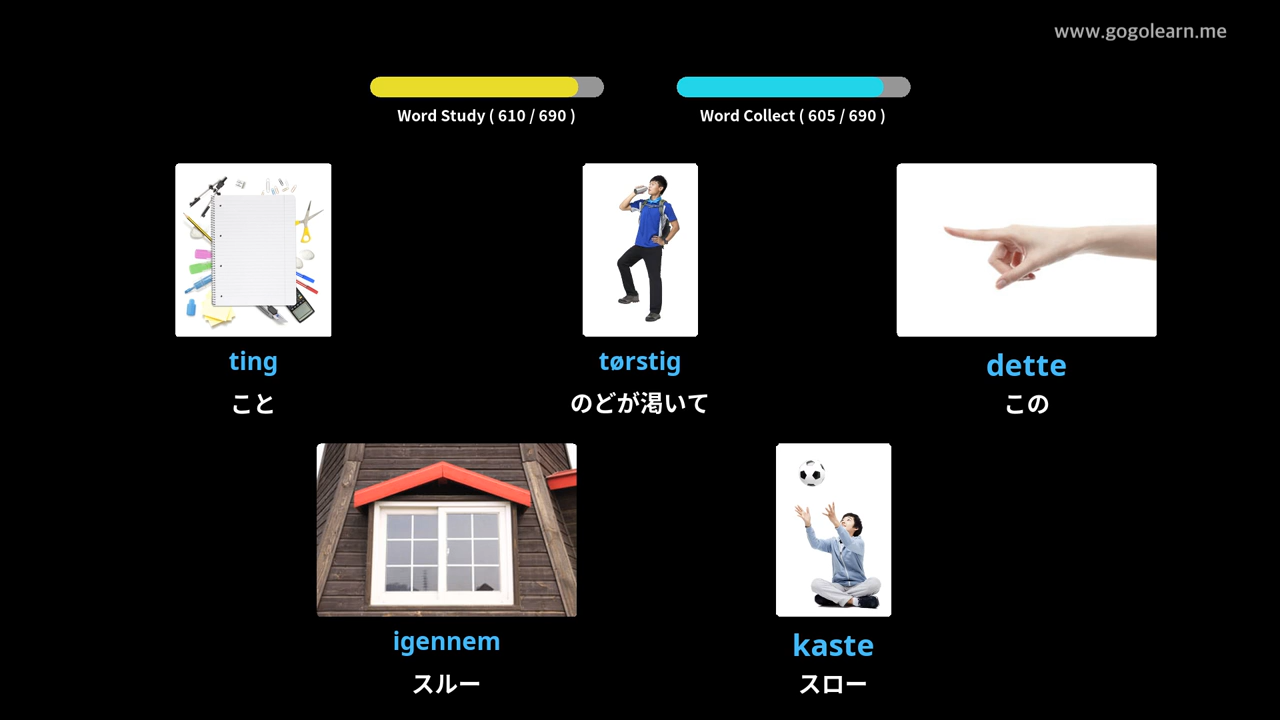 www.gogolearn.me
Word Study ( 610 / 690 )
Word Collect ( 605 / 690 )
ting
こと
tørstig
のどが渇いて
dette
この
igennem
スルー
kaste
スロー